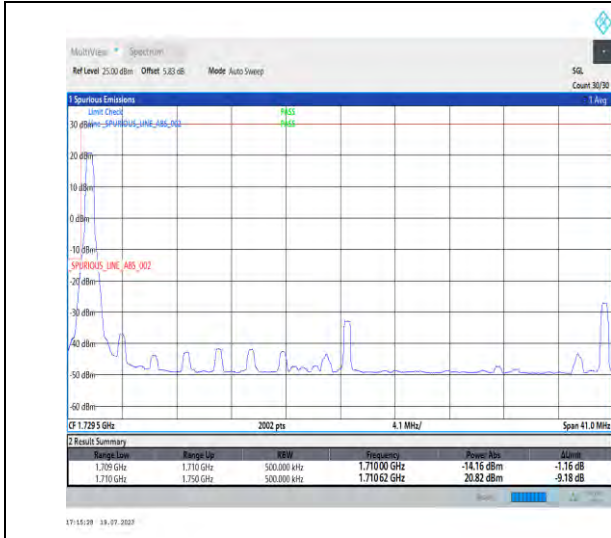 MultiView Spectrum
Ref Level 25.00 dBm Offset 5.83 dB Mode Auto Sweep SGL
Count 30/30
1 Spurious Emissions 1 Avg
Limit Check PASS
30 dBm Line _SPURIOUS_LINE_ABS_002 PASS
20 dBm
10 dBm
0 dBm
-10 dBm
_SPURIOUS_LINE_ABS_002
-30 dBm
-40 dBm
-50 dBm
-60 dBm
CF 1.729 5 GHz 2002 pts 4.1 MHz/ Span 41.0 MHz
2 Result Summary
Range Low Range Up RBW Frequency Power Abs ΔLimit
1.709 GHz 1.710 GHz 500.000 kHz 1.710 00 GHz -14.16 dBm -1.16 dB
1.710 GHz 1.750 GHz 500.000 kHz 1.710 62 GHz 20.82 dBm -9.18 dB